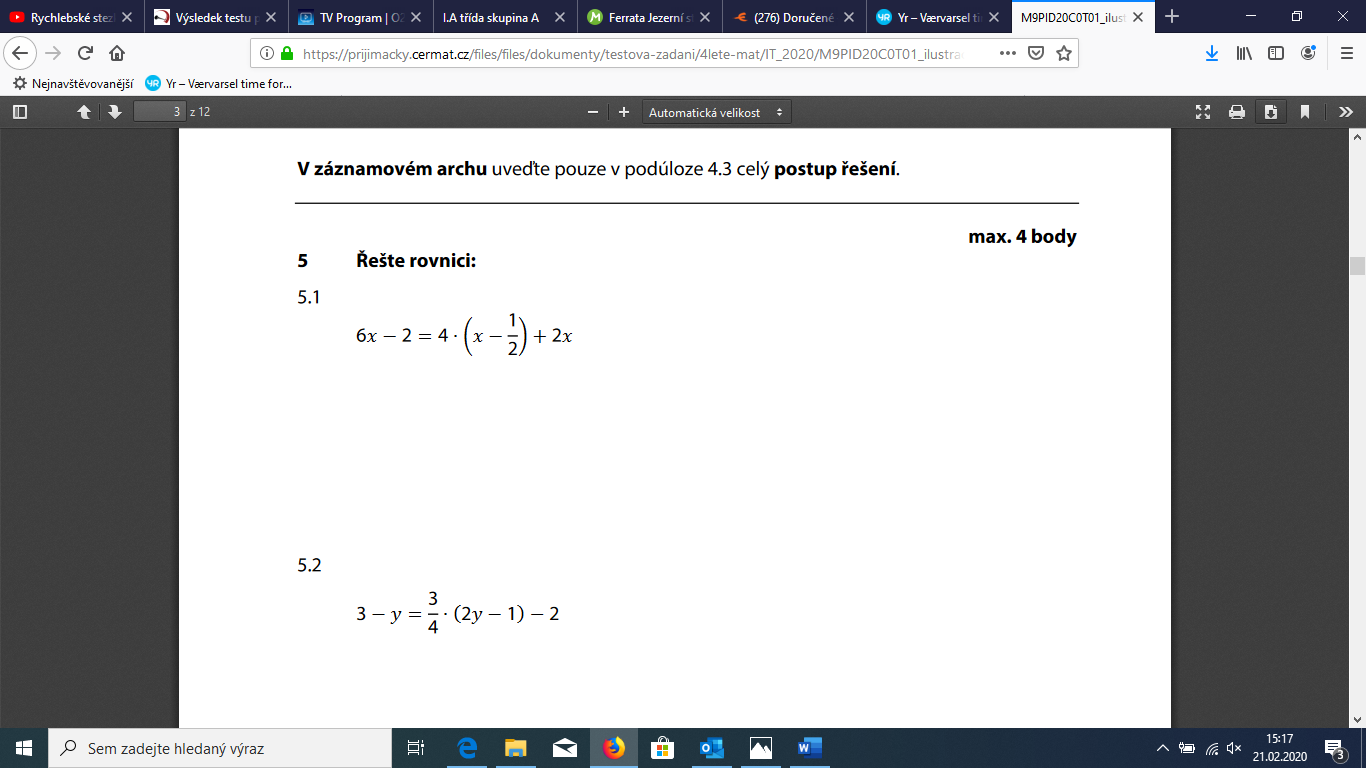 Rychlebské stez
Výsledek testu p
TV Program | O2
I.A třída skupina A
Ferrata Jezerní st
(276) Doručené
Yr – Værvarsel tim
M9PID20C0T01_ilust
https://prijimacky.cermat.cz/files/files/dokumenty/testova-zadani/4lete-mat/IT_2020/M9PID20C0T01_ilustra
Nejnavštěvovanější
Yr – Værvarsel time for...
3 z 12
Automatická velikost
V záznamovém archu uveďte pouze v podúloze 4.3 celý postup řešení.
max. 4 body
5 Řešte rovnici:
5.1
6x − 2 = 4 · (x − 1/2) + 2x
5.2
3 − y = 3/4 · (2y − 1) − 2
Sem zadejte hledaný výraz
15:17
21.02.2020
3